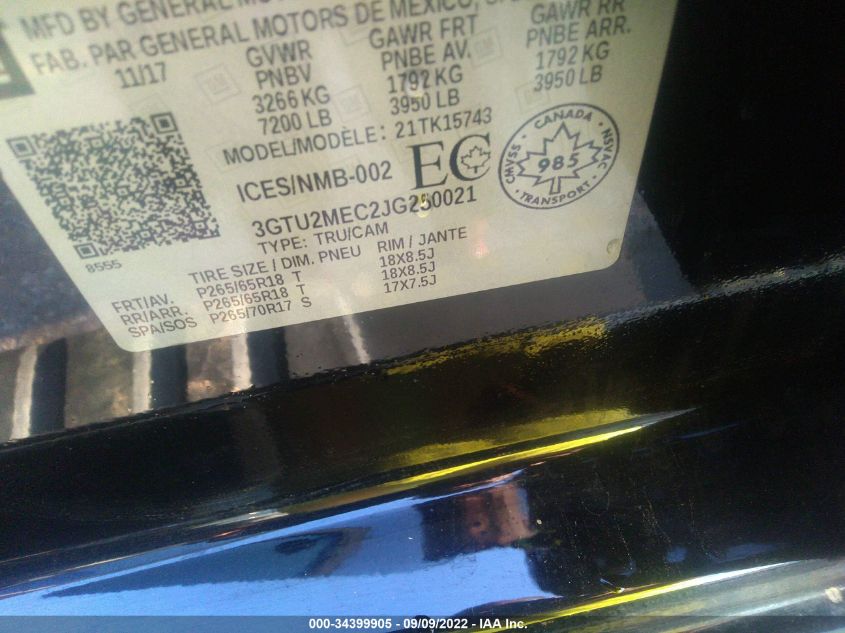 MFD BY GENERAL MOTORS DE
FAB. PAR GENERAL MOTORS DE MEXICO,
11/17
GVWR
PNBV
3266 KG
7200 LB
GAWR FRT
PNBE AV.
1792 KG
3950 LB
GAWR RR
PNBE ARR.
1792 KG
3950 LB
MODEL/MODÈLE: 21TK15743
ICES/NMB-002
EC
CANADA
CMVSS
985
NSVAC
TRANSPORT
3GTU2MEC2JG260021
TYPE: TRU/CAM
8555
TIRE SIZE / DIM. PNEU RIM / JANTE
FRT/AV. P265/65R18 T 18X8.5J
RR/ARR. P265/65R18 T 18X8.5J
SPA/SOS P265/70R17 S 17X7.5J
000-34399905 - 09/09/2022 - IAA Inc.